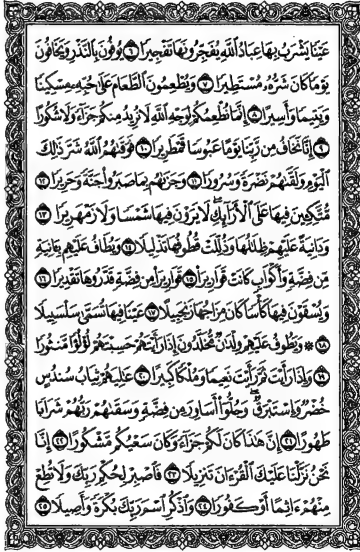 عَيْنًا يَشْرَبُ بِهَا عِبَادُ ٱللَّهِ يُفَجِّرُونَهَا تَفْجِيرًا ٦ يُوفُونَ بِٱلنَّذْرِ وَيَخَافُونَ
يَوْمًا كَانَ شَرُّهُۥ مُسْتَطِيرًا ٧ وَيُطْعِمُونَ ٱلطَّعَامَ عَلَىٰ حُبِّهِۦ مِسْكِينًا
وَيَتِيمًا وَأَسِيرًا ٨ إِنَّمَا نُطْعِمُكُمْ لِوَجْهِ ٱللَّهِ لَا نُرِيدُ مِنكُمْ جَزَآءً وَلَا شُكُورًا
٩ إِنَّا نَخَافُ مِن رَّبِّنَا يَوْمًا عَبُوسًا قَمْطَرِيرًا ١٠ فَوَقَىٰهُمُ ٱللَّهُ شَرَّ ذَٰلِكَ
ٱلْيَوْمِ وَلَقَّىٰهُمْ نَضْرَةً وَسُرُورًا ١١ وَجَزَىٰهُم بِمَا صَبَرُوا۟ جَنَّةً وَحَرِيرًا ١٢
مُّتَّكِـِٔينَ فِيهَا عَلَى ٱلْأَرَآئِكِ ۖ لَا يَرَوْنَ فِيهَا شَمْسًا وَلَا زَمْهَرِيرًا ١٣
وَدَانِيَةً عَلَيْهِمْ ظِلَـٰلُهَا وَذُلِّلَتْ قُطُوفُهَا تَذْلِيلًا ١٤ وَيُطَافُ عَلَيْهِم بِـَٔانِيَةٍ
مِّن فِضَّةٍ وَأَكْوَابٍ كَانَتْ قَوَارِيرَا۠ ١٥ قَوَارِيرَا۟ مِن فِضَّةٍ قَدَّرُوهَا تَقْدِيرًا ١٦
وَيُسْقَوْنَ فِيهَا كَأْسًا كَانَ مِزَاجُهَا زَنجَبِيلًا ١٧ عَيْنًا فِيهَا تُسَمَّىٰ سَلْسَبِيلًا
١٨ ۞ وَيَطُوفُ عَلَيْهِمْ وِلْدَٰنٌ مُّخَلَّدُونَ إِذَا رَأَيْتَهُمْ حَسِبْتَهُمْ لُؤْلُؤًا مَّنثُورًا
١٩ وَإِذَا رَأَيْتَ ثَمَّ رَأَيْتَ نَعِيمًا وَمُلْكًا كَبِيرًا ٢٠ عَـٰلِيَهُمْ ثِيَابُ سُندُسٍ
خُضْرٌ وَإِسْتَبْرَقٌ ۖ وَحُلُّوٓا۟ أَسَاوِرَ مِن فِضَّةٍ وَسَقَىٰهُمْ رَبُّهُمْ شَرَابًا
طَهُورًا ٢١ إِنَّ هَـٰذَا كَانَ لَكُمْ جَزَآءً وَكَانَ سَعْيُكُم مَّشْكُورًا ٢٢ إِنَّا
نَحْنُ نَزَّلْنَا عَلَيْكَ ٱلْقُرْءَانَ تَنزِيلًا ٢٣ فَٱصْبِرْ لِحُكْمِ رَبِّكَ وَلَا تُطِعْ
مِنْهُمْ ءَاثِمًا أَوْ كَفُورًا ٢٤ وَٱذْكُرِ ٱسْمَ رَبِّكَ بُكْرَةً وَأَصِيلًا ٢٥